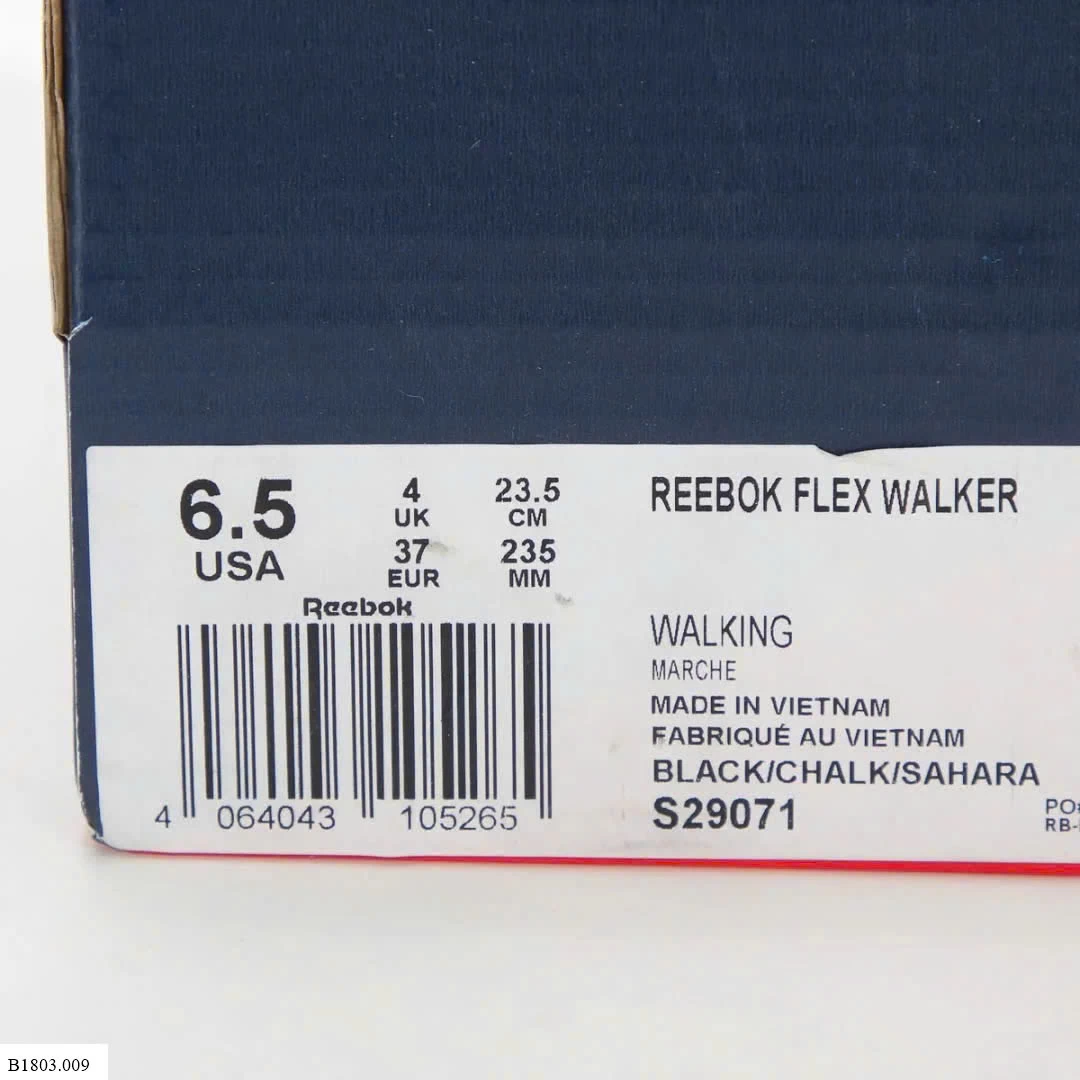 6.5
USA
4
UK
37
EUR
23.5
CM
235
MM
Reebok
4 064043 105265
REEBOK FLEX WALKER
WALKING
MARCHE
MADE IN VIETNAM
FABRIQUÉ AU VIETNAM
BLACK/CHALK/SAHARA
S29071
B1803.009